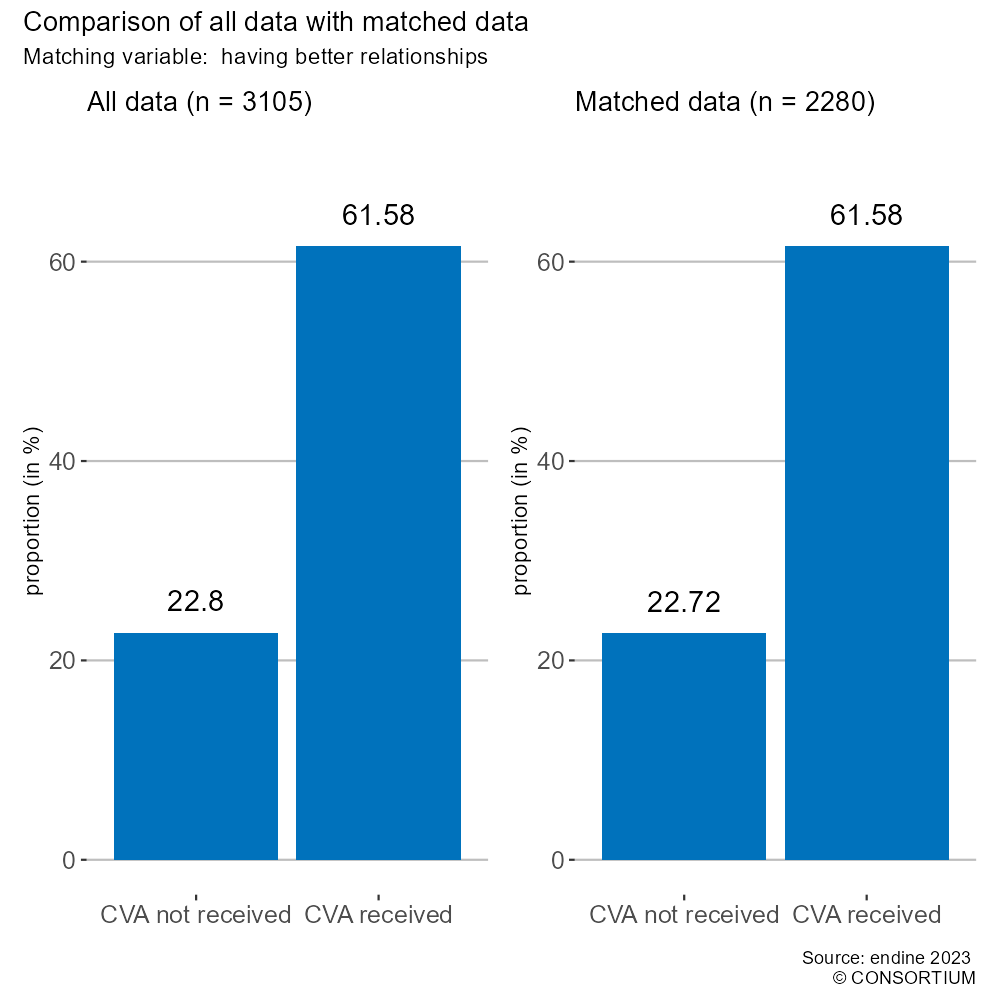 Comparison of all data with matched data
Matching variable:  having better relationships
All data (n = 3105)
61.58
60
40
22.8
20
0
proportion (in %)
CVA not received
CVA received
Matched data (n = 2280)
61.58
60
40
22.72
20
0
proportion (in %)
CVA not received
CVA received
Source: endine 2023
© CONSORTIUM